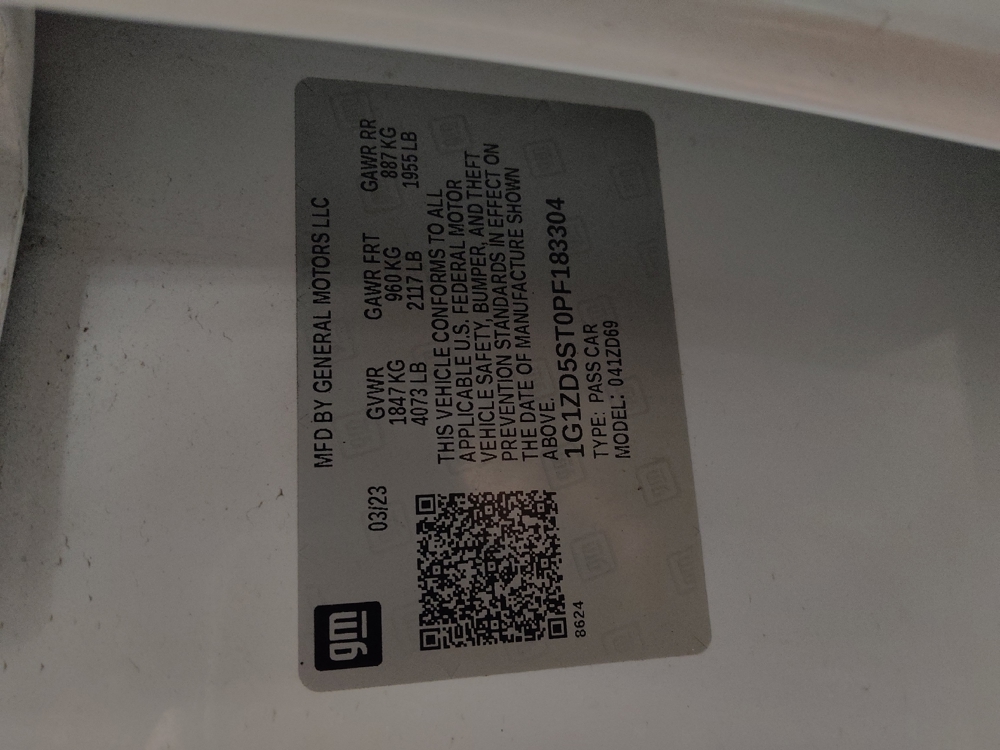 gm
MFD BY GENERAL MOTORS LLC
03/23
GVWR GAWR FRT GAWR RR
1847 KG 960 KG 887 KG
4073 LB 2117 LB 1955 LB
THIS VEHICLE CONFORMS TO ALL
APPLICABLE U.S. FEDERAL MOTOR
VEHICLE SAFETY, BUMPER, AND THEFT
PREVENTION STANDARDS IN EFFECT ON
THE DATE OF MANUFACTURE SHOWN
ABOVE.
1G1ZD5ST0PF183304
TYPE: PASS CAR
MODEL: 041ZD69
8624